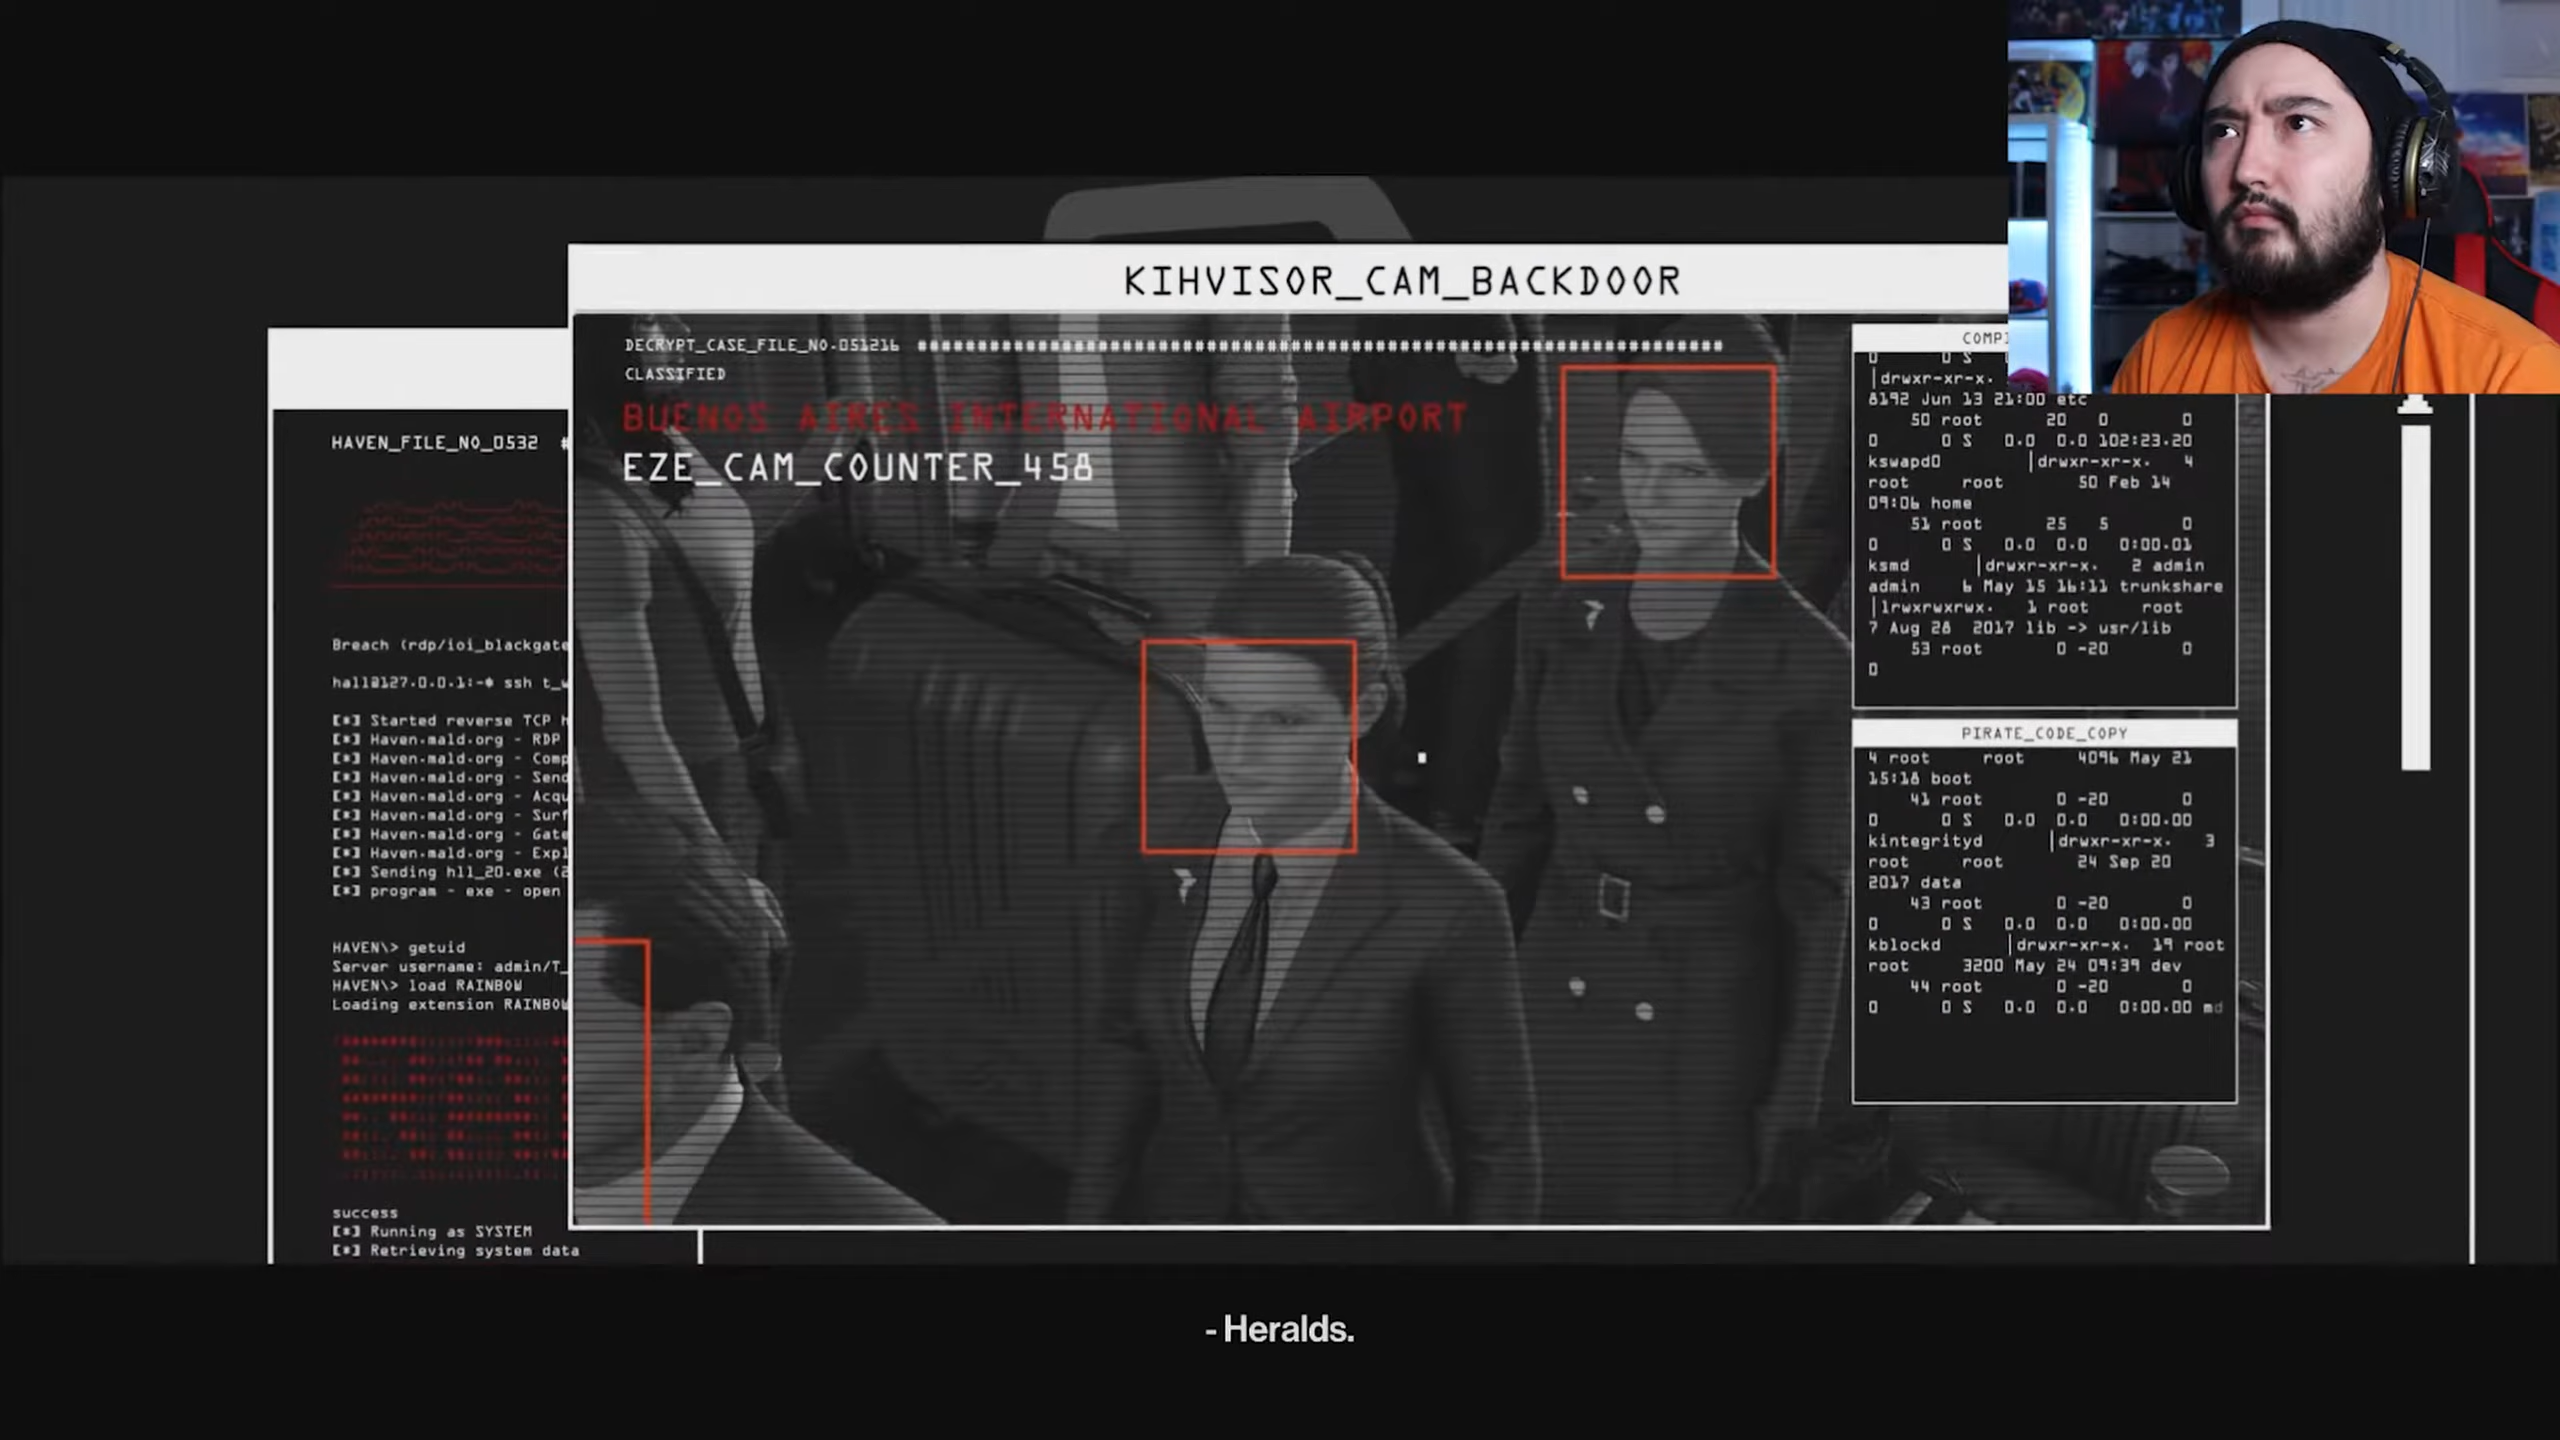 KIHVISOR_CAM_BACKDOOR
DECRYPT_CASE_FILE_NO.051216
CLASSIFIED
BUENOS AIRES INTERNATIONAL AIRPORT
EZE_CAM_COUNTER_458
HAVEN_FILE_NO_0532 #
Breach (rdp/ioi_blackgate
hall@127.0.0.1:~# ssh
[*] Started reverse TCP
[*] Haven.mald.org - RDP
[*] Haven.mald.org - Comp
[*] Haven.mald.org - Send
[*] Haven.mald.org - Acqu
[*] Haven.mald.org - Surf
[*] Haven.mald.org - Gate
[*] Haven.mald.org - Expl
[*] Sending hll_20.exe (2
[*] program - exe - open
HAVEN\> getuid
Server username: admin/T_
HAVEN\> load RAINBOW
Loading extension RAINBOW
success
[*] Running as SYSTEM
[*] Retrieving system data
COMPI
0 0 S
|drwxr-xr-x.
8192 Jun 13 21:00 etc
50 root 20 0 0
0 0 S 0.0 0.0 102:23.20
kswapd0 |drwxr-xr-x. 4
root root 50 Feb 14
09:06 home
51 root 25 5 0
0 0 S 0.0 0.0 0:00.01
ksmd |drwxr-xr-x. 2 admin
admin 6 May 15 16:11 trunkshare
|lrwxrwxrwx. 1 root root
7 Aug 28 2017 lib -> usr/lib
53 root 0 -20 0
0
PIRATE_CODE_COPY
4 root root 4096 May 21
15:18 boot
41 root 0 -20 0
0 0 S 0.0 0.0 0:00.00
kintegrityd |drwxr-xr-x. 3
root root 24 Sep 20
2017 data
43 root 0 -20 0
0 0 S 0.0 0.0 0:00.00
kblockd |drwxr-xr-x. 19 root
root 3200 May 24 09:39 dev
44 root 0 -20 0
0 0 S 0.0 0.0 0:00.00 md
- Heralds.